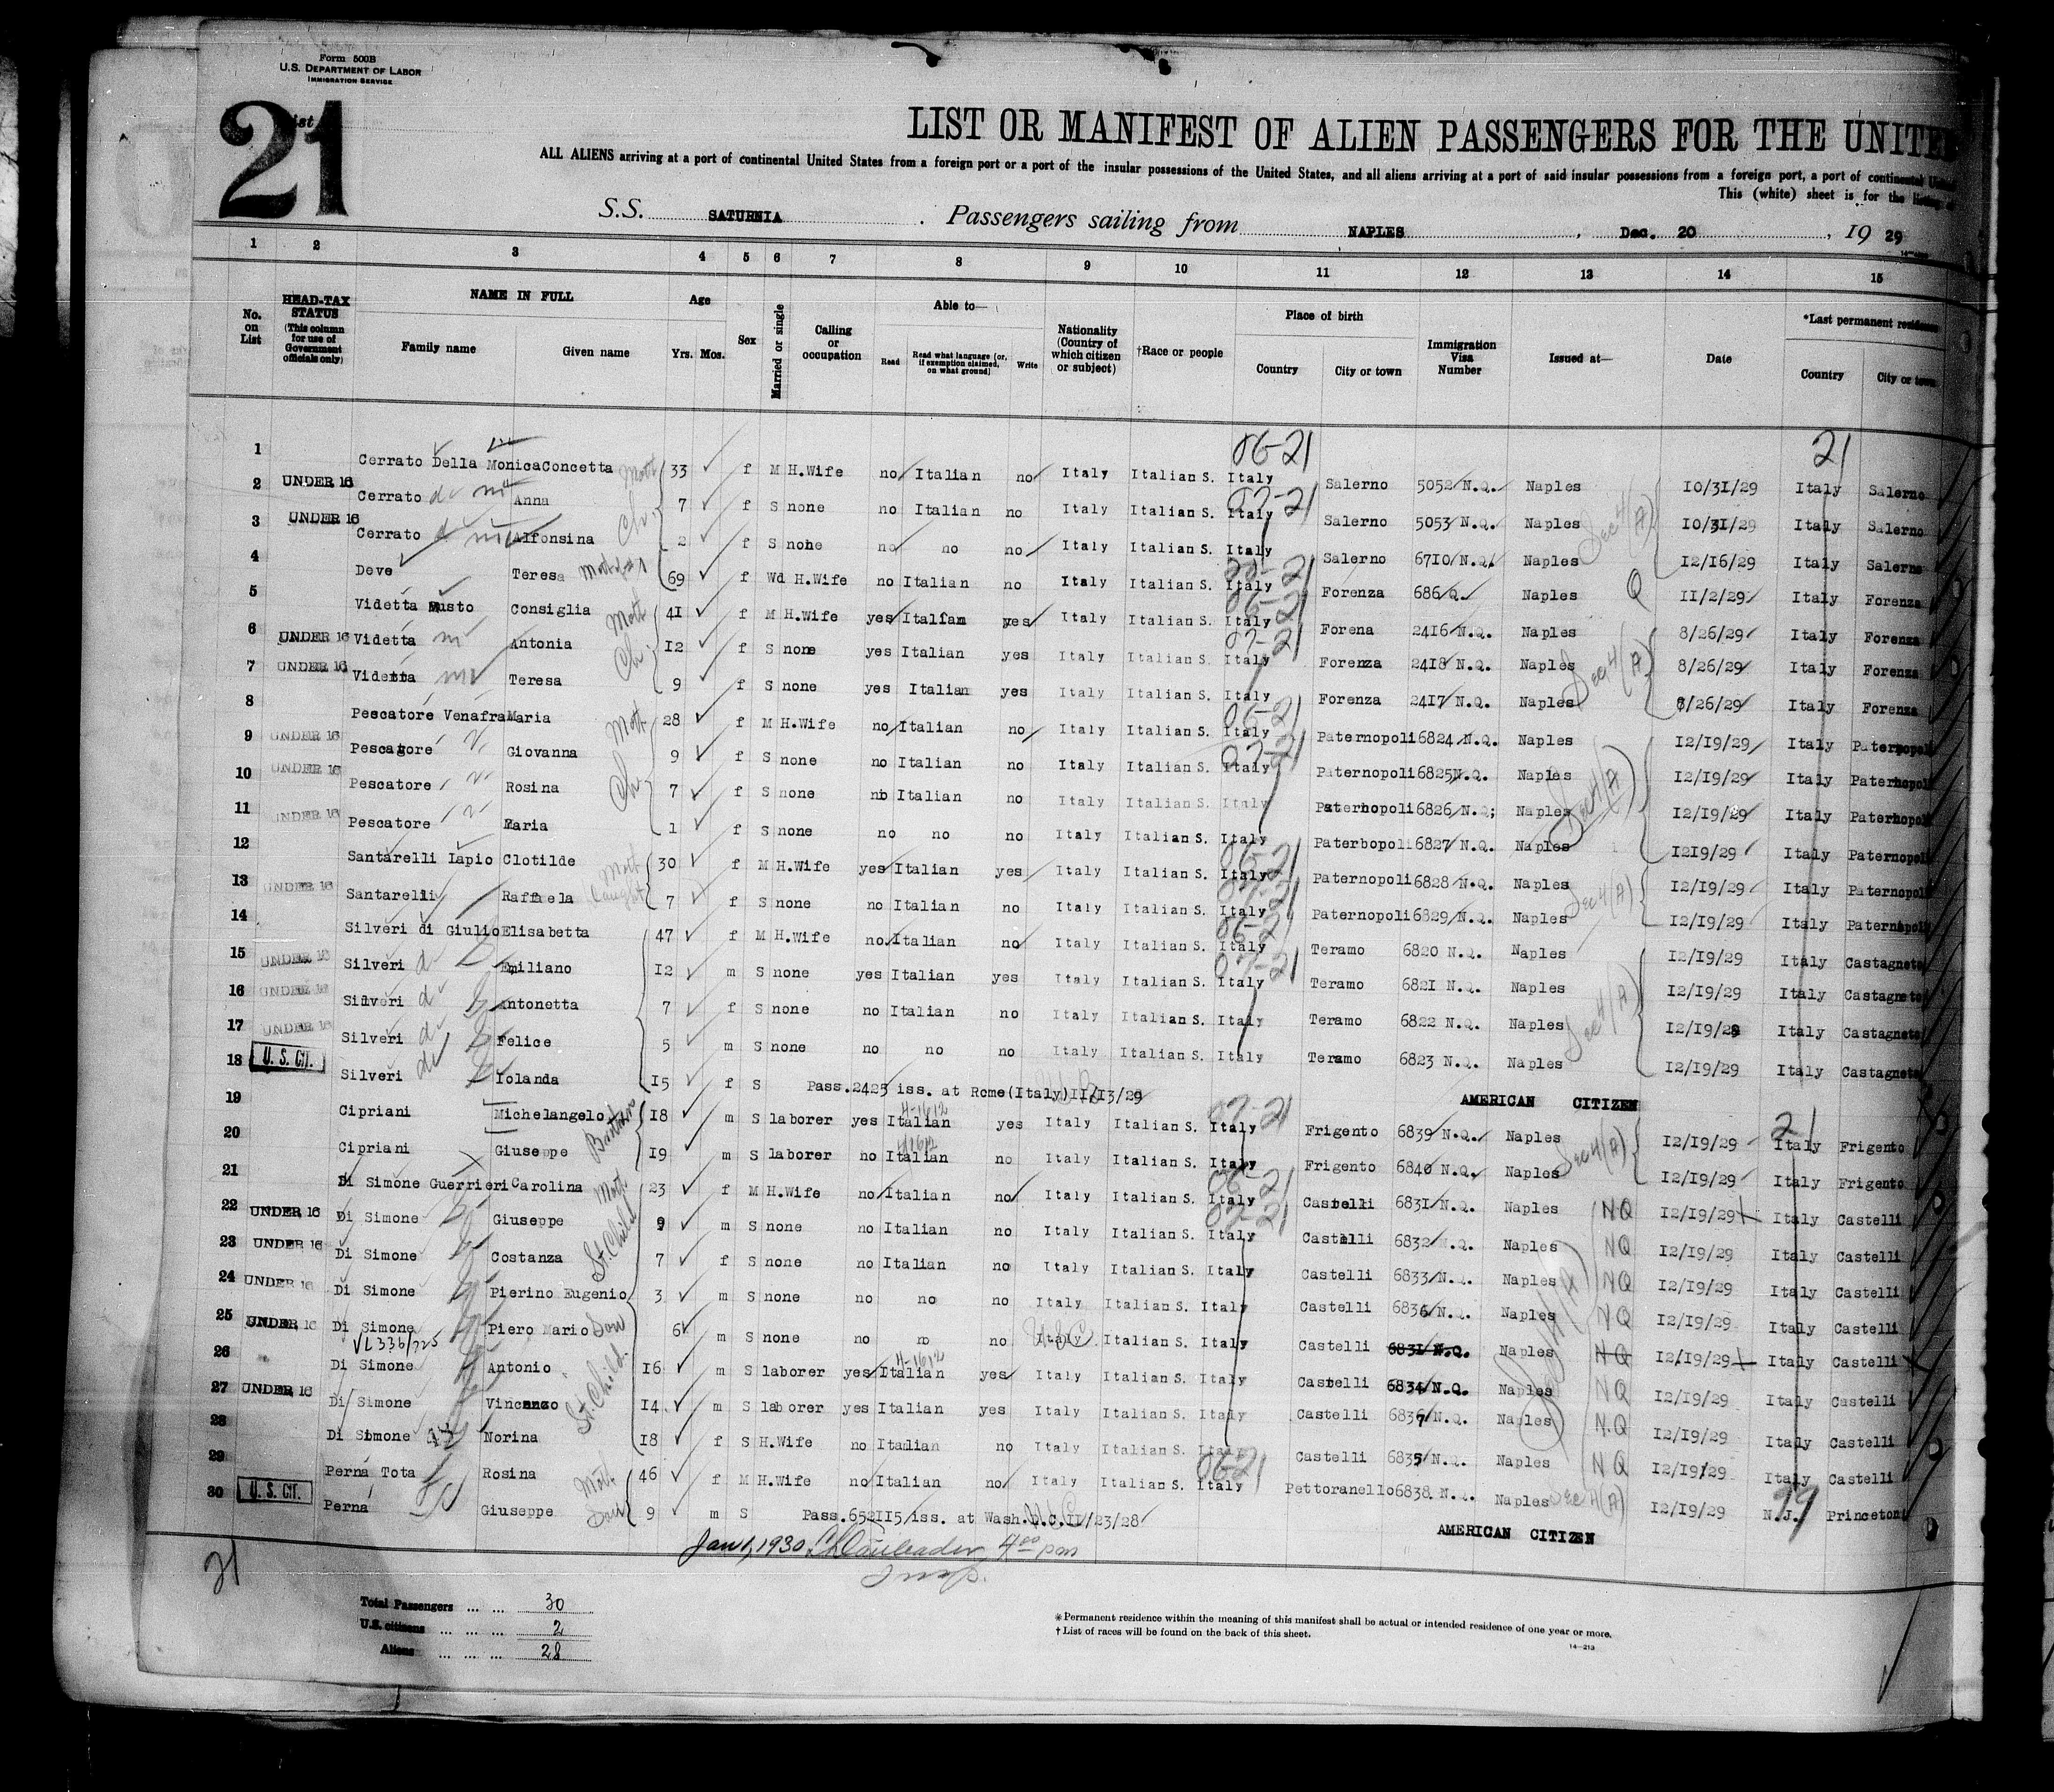 Form 500B
U.S. DEPARTMENT OF LABOR
IMMIGRATION SERVICE
21
LIST OR MANIFEST OF ALIEN PASSENGERS FOR THE UNITED
ALL ALIENS arriving at a port of continental United States from a foreign port or a port of the insular possessions of the United States, and all aliens arriving at a port of said insular possessions from a foreign port, a port of continental United
This (white) sheet is for the listing
S.S. SATURNIA . Passengers sailing from NAPLES , Dec. 20 , 19 29
1 2 3 4 5 6 7 8 9 10 11 12 13 14 15
No. on List
HEAD-TAX STATUS (This column for use of Government officials only)
NAME IN FULL Family name Given name
Age Yrs. Mos.
Sex
Married or single
Calling or occupation
Able to— Read Read what language (or, if exemption claimed, on what ground) Write
Nationality (Country of which citizen or subject)
†Race or people
Place of birth Country City or town
Immigration Visa Number
Issued at—
Date
*Last permanent residence Country City or town
1 Cerrato Della Monica Concetta 33 f M H.Wife no Italian no Italy Italian S. Italy Salerno 5052 N.Q. Naples 10/31/29 Italy Salerno
2 UNDER 16 Cerrato Anna 7 f S none no Italian no Italy Italian S. Italy Salerno 5053 N.Q. Naples 10/31/29 Italy Salerno
3 UNDER 16 Cerrato Alfonsina 2 f S none no no no Italy Italian S. Italy Salerno 6710 N.Q. Naples 12/16/29 Italy Salerno
4 Deve Teresa 69 f Wd H.Wife no Italian no Italy Italian S. Italy Forenza 686 Q. Naples Q 11/2/29 Italy Forenza
5 Videtta Musto Consiglia 41 f M H.Wife yes Italian yes Italy Italian S. Italy Forena 2416 N.Q. Naples 8/26/29 Italy Forenza
6 UNDER 16 Videtta Antonia 12 f S none yes Italian yes Italy Italian S. Italy Forenza 2418 N.Q. Naples 8/26/29 Italy Forenza
7 UNDER 16 Videtta Teresa 9 f S none yes Italian yes Italy Italian S. Italy Forenza 2417 N.Q. Naples 8/26/29 Italy Forenza
8 Pescatore Venafra Maria 28 f M H.Wife no Italian no Italy Italian S. Italy Paternopoli 6824 N.Q. Naples 12/19/29 Italy Paternopoli
9 UNDER 16 Pescatore Giovanna 9 f S none no Italian no Italy Italian S. Italy Paternopoli 6825 N.Q. Naples 12/19/29 Italy Paternopoli
10 UNDER 16 Pescatore Rosina 7 f S none no Italian no Italy Italian S. Italy Paternopoli 6826 N.Q; Naples 12/19/29 Italy Paternopoli
11 UNDER 16 Pescatore Maria 1 f S none no no no Italy Italian S. Italy Paterbopoli 6827 N.Q. Naples 1219/29 Italy Paternopoli
12 Santarelli Iapio Clotilde 30 f M H.Wife yes Italian yes Italy Italian S. Italy Paternopoli 6828 N.Q. Naples 12/19/29 Italy Paternopoli
13 UNDER 16 Santarelli Raffaela 7 f S none no Italian no Italy Italian S. Italy Paternopoli 6829 N.Q. Naples 12/19/29 Italy Paternopoli
14 Silveri di Giulio Elisabetta 47 f M H.Wife no Italian no Italy Italian S. Italy Teramo 6820 N.Q. Naples 12/19/29 Italy Castagneto
15 UNDER 16 Silveri Emiliano 12 m S none yes Italian yes Italy Italian S. Italy Teramo 6821 N.Q. Naples 12/19/29 Italy Castagneto
16 UNDER 16 Silveri Antonetta 7 f S none no Italian no Italy Italian S. Italy Teramo 6822 N.Q. Naples 12/19/29 Italy Castagneto
17 UNDER 16 Silveri Felice 5 m S none no no no Italy Italian S. Italy Teramo 6823 N.Q. Naples 12/19/29 Italy Castagneto
18 U. S. CIT. Silveri Iolanda 15 f S Pass.2425 iss. at Rome(Italy)11/13/29 AMERICAN CITIZEN
19 Cipriani Michelangelo 18 m S laborer yes Italian yes Italy Italian S. Italy Frigento 6839 N.Q. Naples 12/19/29 Italy Frigento
20 Cipriani Giuseppe 19 m S laborer no Italian no Italy Italian S. Italy Frigento 6840 N.Q. Naples 12/19/29 Italy Frigento
21 Di Simone Guerrieri Carolina 23 f M H.Wife no Italian no Italy Italian S. Italy Castelli 6831 N.Q. Naples NQ 12/19/29 Italy Castelli
22 UNDER 16 Di Simone Giuseppe 9 m S none no Italian no Italy Italian S. Italy Castelli 6832 N.Q. Naples NQ 12/19/29 Italy Castelli
23 UNDER 16 Di Simone Costanza 7 f S none no Italian no Italy Italian S. Italy Castelli 6833 N.Q. Naples NQ 12/19/29 Italy Castelli
24 UNDER 16 Di Simone Pierino Eugenio 3 m S none no no no Italy Italian S. Italy Castelli 6836 N.Q. Naples NQ 12/19/29 Italy Castelli
25 UNDER 16 Di Simone Piero Mario Son 6 m S none no no no Italy Italian S. Italy Castelli 6831 N.Q. Naples NQ 12/19/29 Italy Castelli
26 Di Simone Antonio 16 m S laborer yes Italian yes Italy Italian S. Italy Castelli 6834 N.Q. Naples NQ 12/19/29 Italy Castelli
27 UNDER 16 Di Simone Vincenzo 14 m S laborer yes Italian yes Italy Italian S. Italy Castelli 6837 N.Q. Naples NQ 12/19/29 Italy Castelli
28 Di Simone Norina 18 f S H.Wife no Italian no Italy Italian S. Italy Castelli 6835 N.Q. Naples NQ 12/19/29 Italy Castelli
29 Perna Tota Rosina 46 f M H.Wife no Italian no Italy Italian S. Italy Pettoranello 6838 N.Q. Naples Sec 4(A) 12/19/29 N.J. Princeton
30 U. S. CIT. Perna Giuseppe 9 m S Pass.652115 iss. at Wash.D.C.11/23/28 AMERICAN CITIZEN
Jan 1, 1930 4 00 pm
Insp.
21
Total Passengers ... ... 30
U.S. citizens ... ... ... 2
Aliens ... ... ... 28
* Permanent residence within the meaning of this manifest shall be actual or intended residence of one year or more.
† List of races will be found on the back of this sheet.
14—213